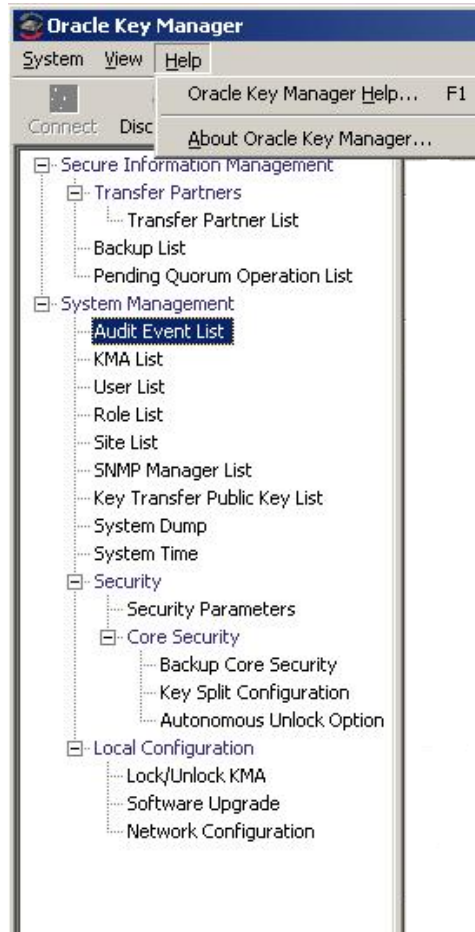 Oracle Key Manager
System View Help
Oracle Key Manager Help... F1
Connect Disc
About Oracle Key Manager...
Secure Information Management
Transfer Partners
Transfer Partner List
Backup List
Pending Quorum Operation List
System Management
Audit Event List
KMA List
User List
Role List
Site List
SNMP Manager List
Key Transfer Public Key List
System Dump
System Time
Security
Security Parameters
Core Security
Backup Core Security
Key Split Configuration
Autonomous Unlock Option
Local Configuration
Lock/Unlock KMA
Software Upgrade
Network Configuration